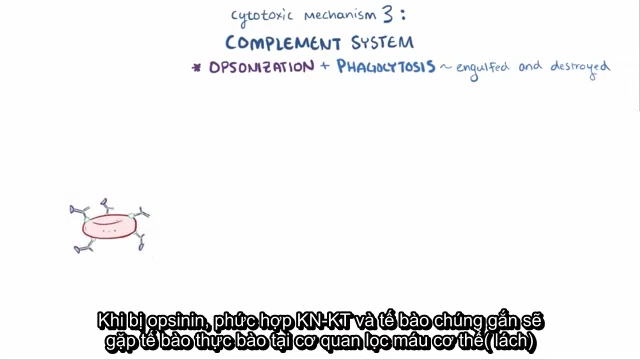 cytotoxic mechanism 3:
COMPLEMENT SYSTEM
* OPSONIZATION + PHAGOCYTOSIS ~ engulfed and destroyed
Khi bị opsinin, phức hợp KN-KT và tế bào chúng gắn sẽ
gặp tế bào thực bào tại cơ quan lọc máu cơ thể( lách)